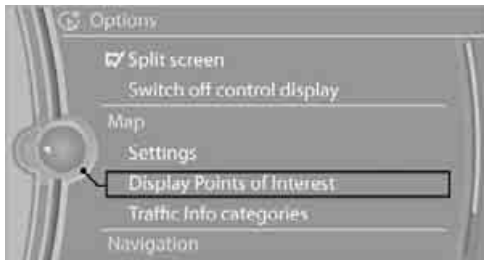 Options
Split screen
Switch off control display
Map
Settings
Display Points of Interest
Traffic Info categories
Navigation